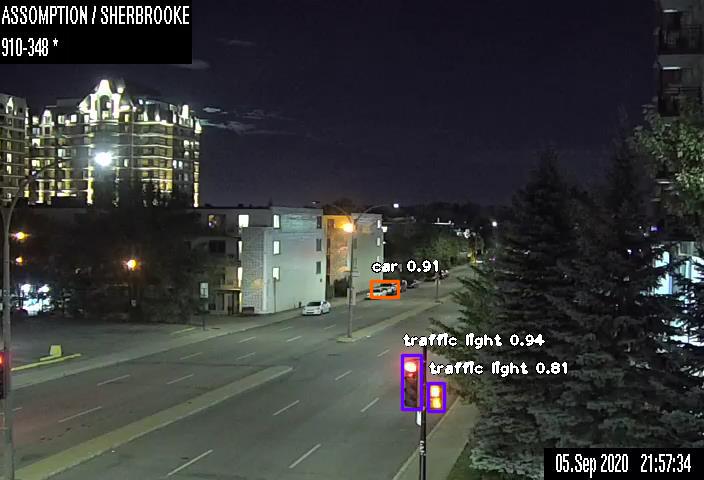 ASSOMPTION / SHERBROOKE
910-348 *
car 0.91
traffic light 0.94
traffic light 0.81
05.Sep 2020 21:57:34